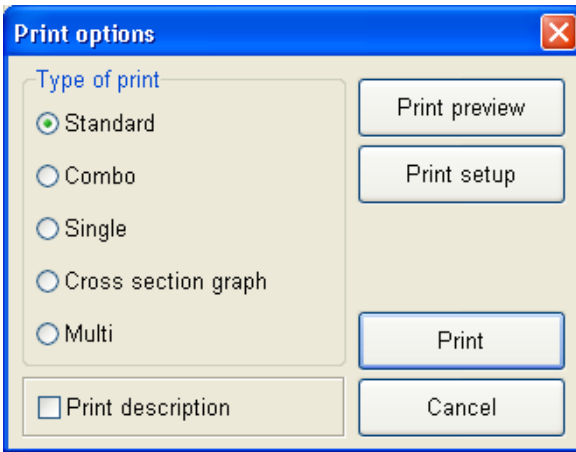 Print options
Type of print
Standard
Combo
Single
Cross section graph
Multi
Print description
Print preview
Print setup
Print
Cancel